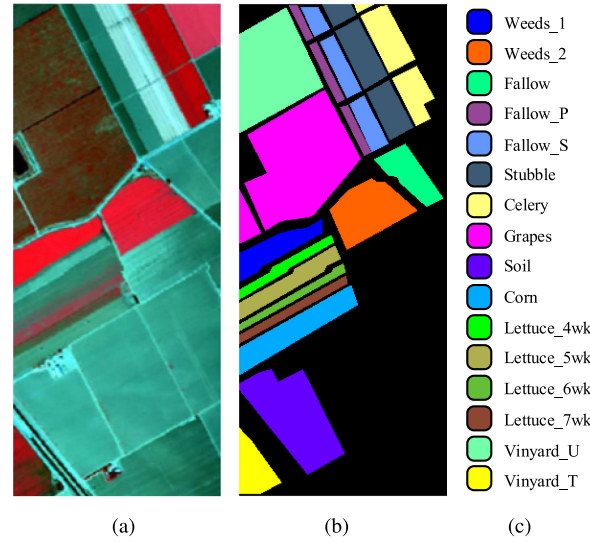 Weeds_1
Weeds_2
Fallow
Fallow_P
Fallow_S
Stubble
Celery
Grapes
Soil
Corn
Lettuce_4wk
Lettuce_5wk
Lettuce_6wk
Lettuce_7wk
Vinyard_U
Vinyard_T
(a) (b) (c)